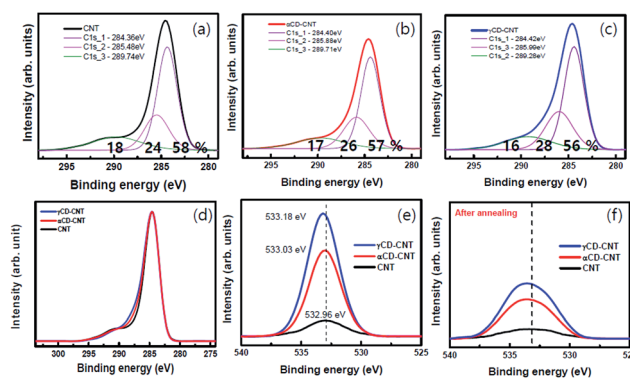 CNT
C1s_1 - 284.36eV
C1s_2 - 285.48eV
C1s_3 - 289.74eV
(a)
18 24 58 %
295 290 285 280
Binding energy (eV)
Intensity (arb. units)
αCD-CNT
C1s_1 - 284.40eV
C1s_2 - 285.88eV
C1s_3 - 289.71eV
(b)
17 26 57 %
295 290 285 280
Binding energy (eV)
Intensity (arb. units)
γCD-CNT
C1s_1 - 284.42eV
C1s_3 - 285.99eV
C1s_2 - 289.28eV
(c)
16 28 56 %
295 290 285 280
Binding energy (eV)
Intensity (arb. units)
(d)
γCD-CNT
αCD-CNT
CNT
300 296 292 288 284 280 276
Binding energy (eV)
Intensity (arb. unit)
(e)
533.18 eV
533.03 eV
532.96 eV
γCD-CNT
αCD-CNT
CNT
540 535 530 525
Binding energy (eV)
Intensity (arb. units)
After annealing
(f)
γCD-CNT
αCD-CNT
CNT
540 535 530
Binding energy (eV)
Intensity (arb. units)